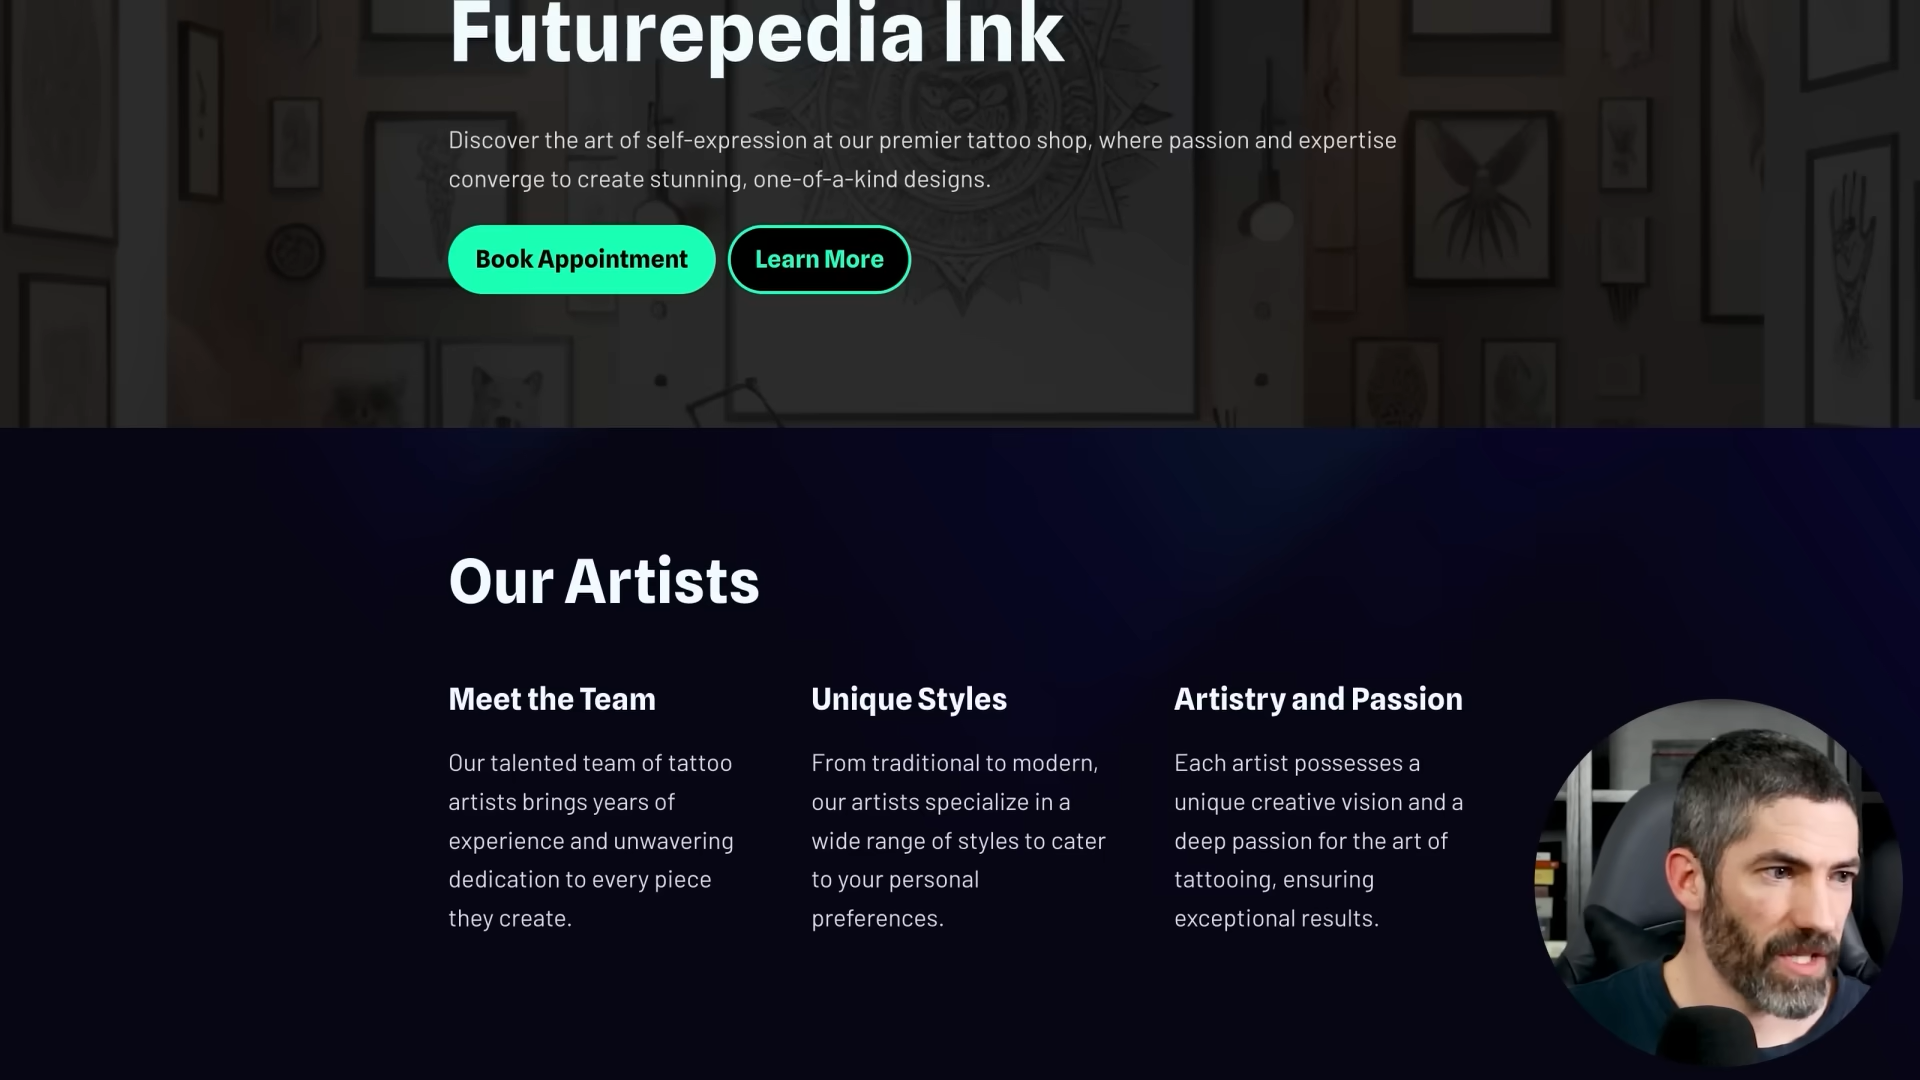 Futurepedia Ink
Discover the art of self-expression at our premier tattoo shop, where passion and expertise
converge to create stunning, one-of-a-kind designs.
Book Appointment
Learn More
Our Artists
Meet the Team
Our talented team of tattoo
artists brings years of
experience and unwavering
dedication to every piece
they create.
Unique Styles
From traditional to modern,
our artists specialize in a
wide range of styles to cater
to your personal
preferences.
Artistry and Passion
Each artist possesses a
unique creative vision and a
deep passion for the art of
tattooing, ensuring
exceptional results.